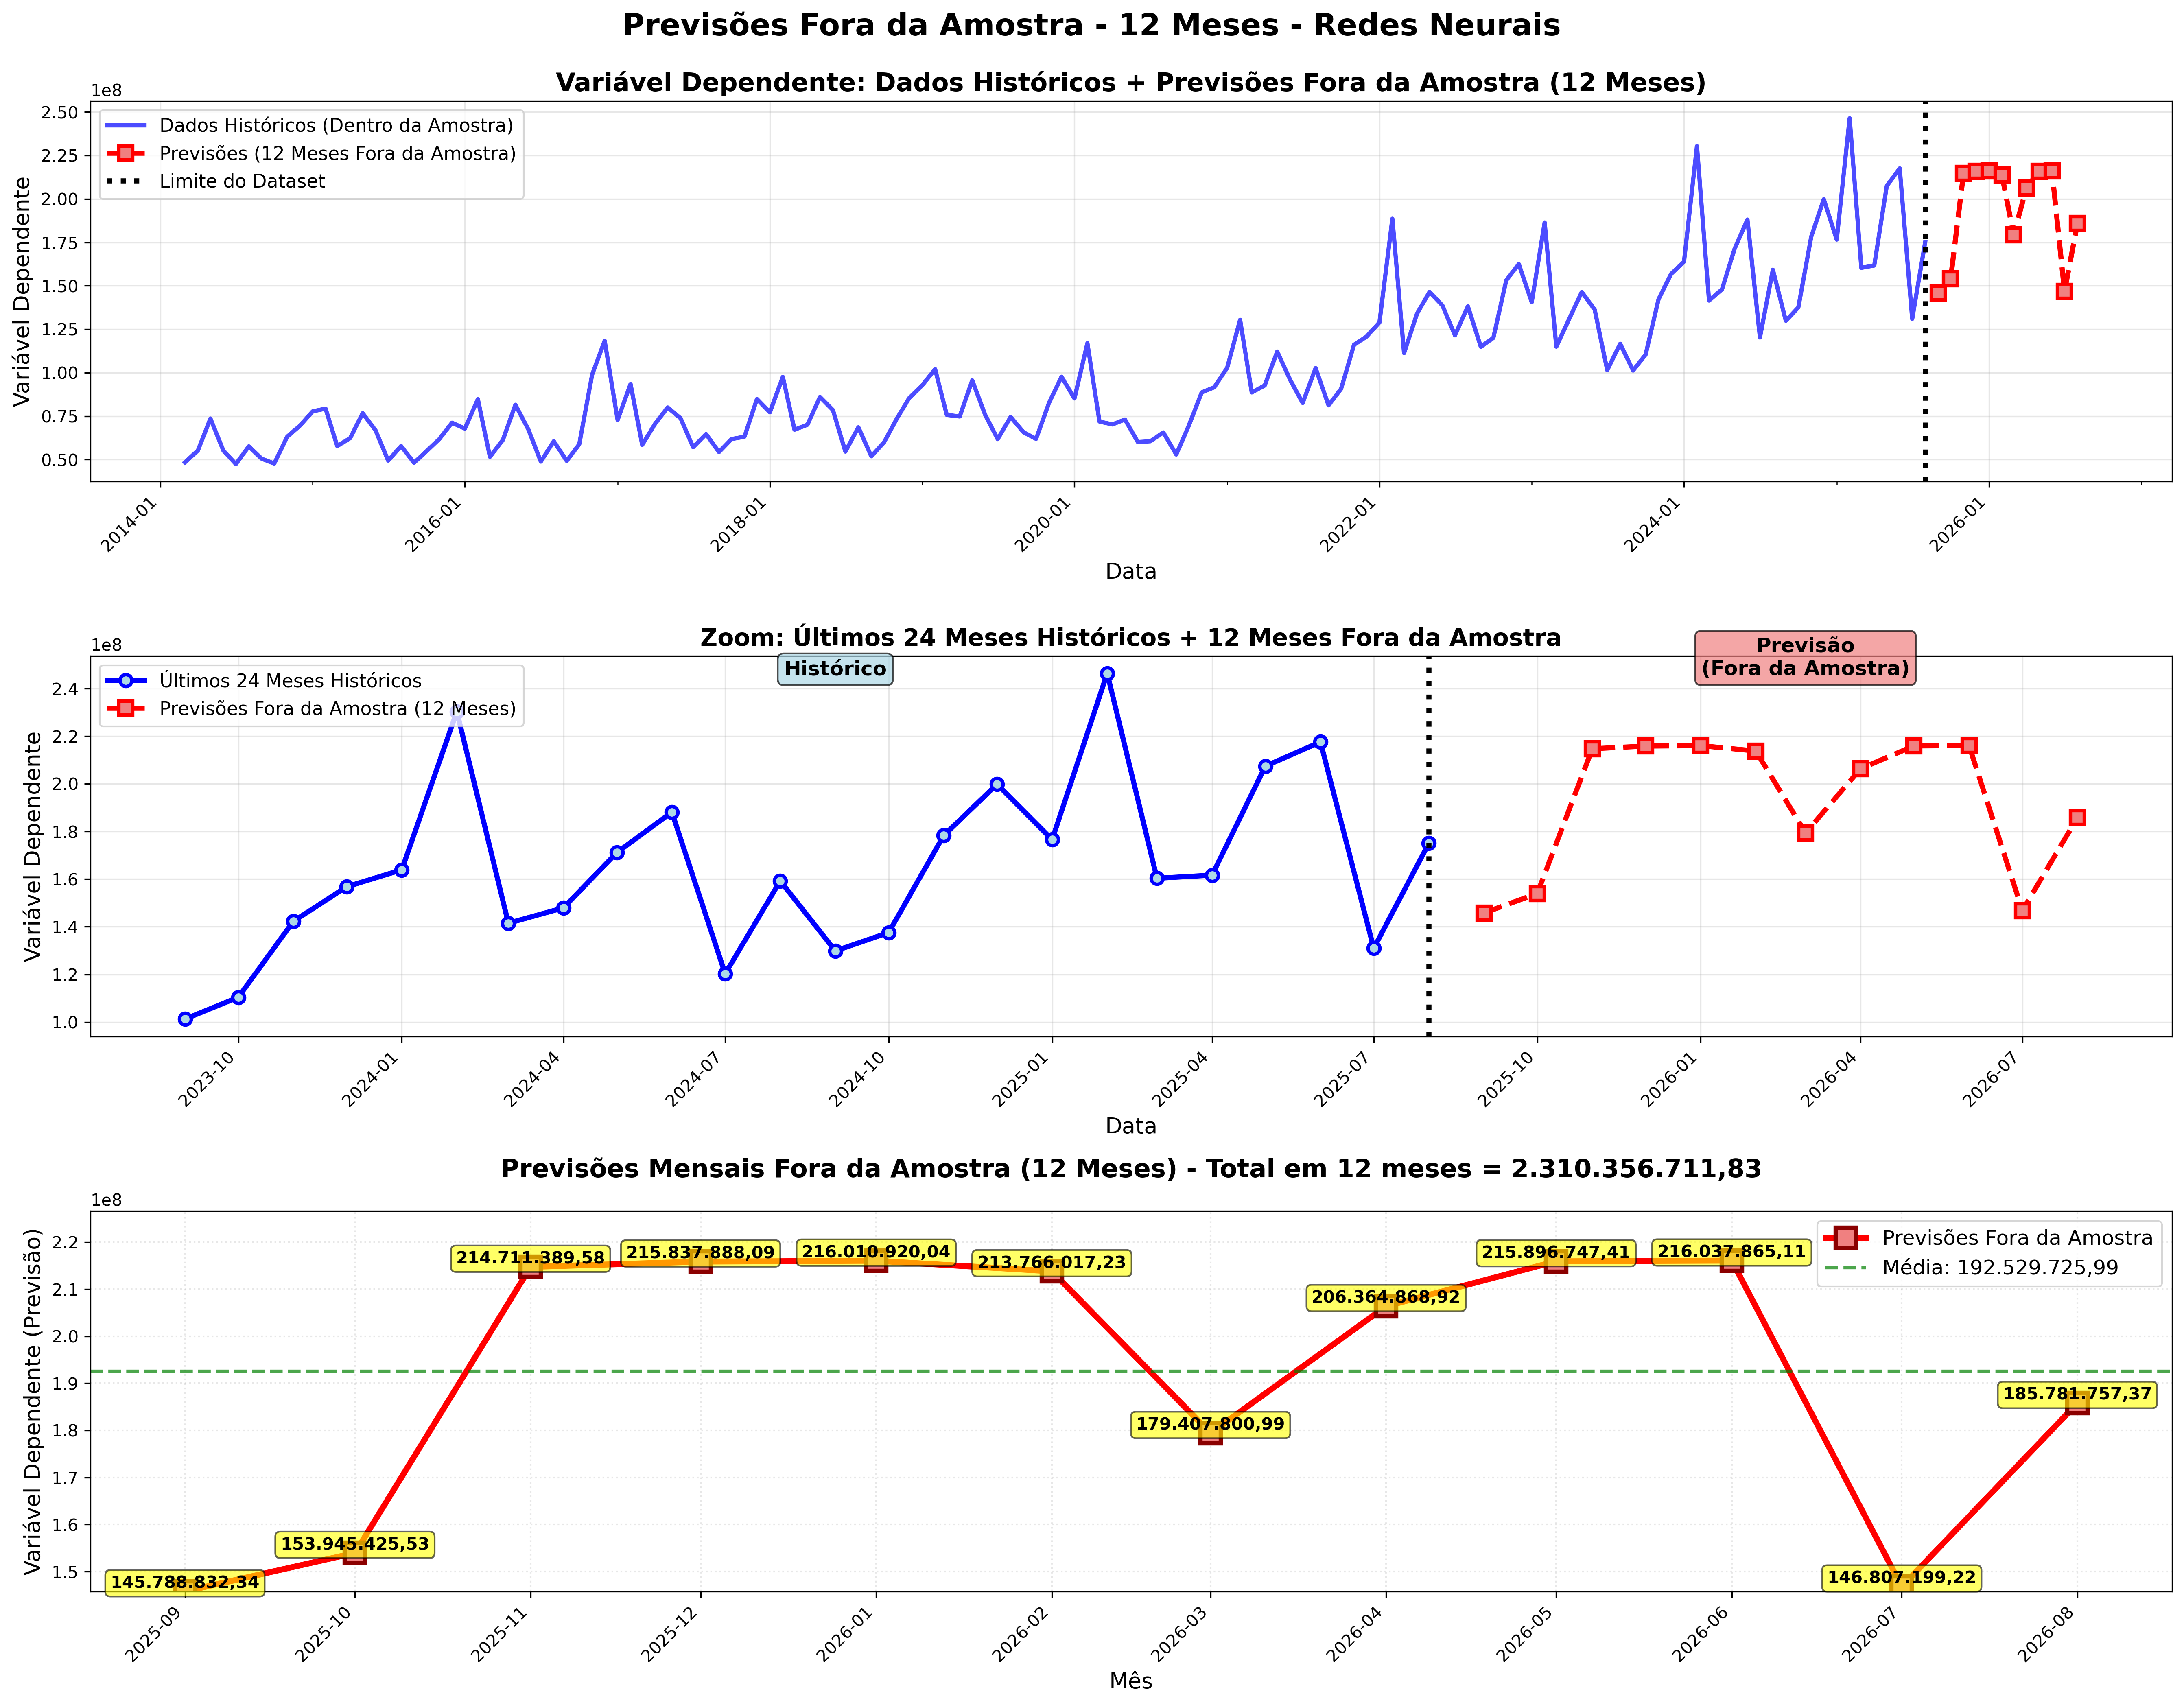 Previsões Fora da Amostra - 12 Meses - Redes Neurais
Variável Dependente: Dados Históricos + Previsões Fora da Amostra (12 Meses)
1e8
Dados Históricos (Dentro da Amostra)
Previsões (12 Meses Fora da Amostra)
Limite do Dataset
Variável Dependente
2.50
2.25
2.00
1.75
1.50
1.25
1.00
0.75
0.50
2014-01
2016-01
2018-01
2020-01
2022-01
2024-01
2026-01
Data
Zoom: Últimos 24 Meses Históricos + 12 Meses Fora da Amostra
1e8
Últimos 24 Meses Históricos
Previsões Fora da Amostra (12 Meses)
Histórico
Previsão
(Fora da Amostra)
Variável Dependente
2.4
2.2
2.0
1.8
1.6
1.4
1.2
1.0
2023-10
2024-01
2024-04
2024-07
2024-10
2025-01
2025-04
2025-07
2025-10
2026-01
2026-04
2026-07
Data
Previsões Mensais Fora da Amostra (12 Meses) - Total em 12 meses = 2.310.356.711,83
1e8
Previsões Fora da Amostra
Média: 192.529.725,99
Variável Dependente (Previsão)
2.2
2.1
2.0
1.9
1.8
1.7
1.6
1.5
145.788.832,34
153.945.425,53
214.711.389,58
215.837.888,09
216.010.920,04
213.766.017,23
179.407.800,99
206.364.868,92
215.896.747,41
216.037.865,11
146.807.199,22
185.781.757,37
2025-09
2025-10
2025-11
2025-12
2026-01
2026-02
2026-03
2026-04
2026-05
2026-06
2026-07
2026-08
Mês